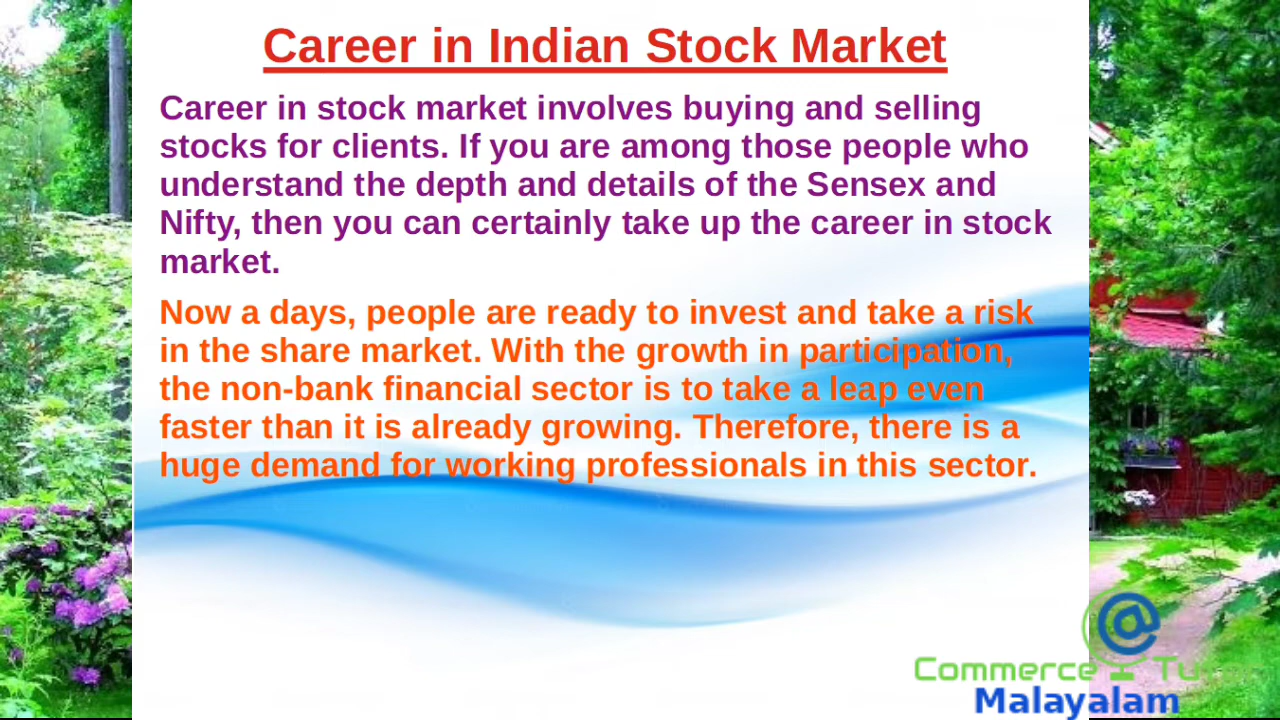 Career in Indian Stock Market
Career in stock market involves buying and selling
stocks for clients. If you are among those people who
understand the depth and details of the Sensex and
Nifty, then you can certainly take up the career in stock
market.
Now a days, people are ready to invest and take a risk
in the share market. With the growth in participation,
the non-bank financial sector is to take a leap even
faster than it is already growing. Therefore, there is a
huge demand for working professionals in this sector.
@
Commerce
Malayalam